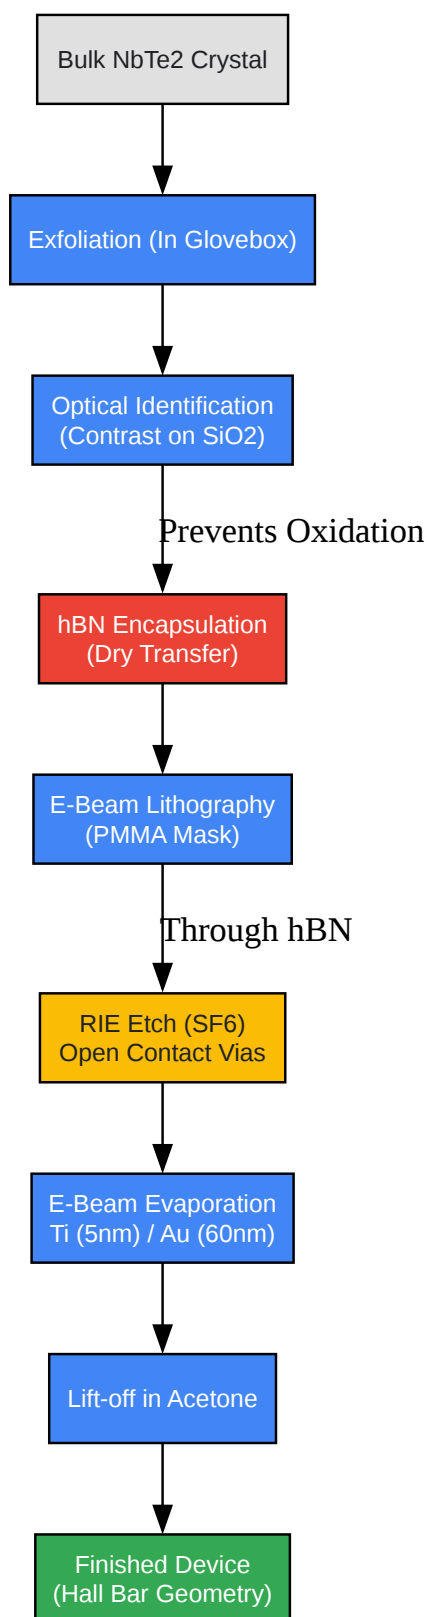 Bulk NbTe2 Crystal
Exfoliation (In Glovebox)
Optical Identification
(Contrast on SiO2)
Prevents Oxidation
hBN Encapsulation
(Dry Transfer)
E-Beam Lithography
(PMMA Mask)
Through hBN
RIE Etch (SF6)
Open Contact Vias
E-Beam Evaporation
Ti (5nm) / Au (60nm)
Lift-off in Acetone
Finished Device
(Hall Bar Geometry)